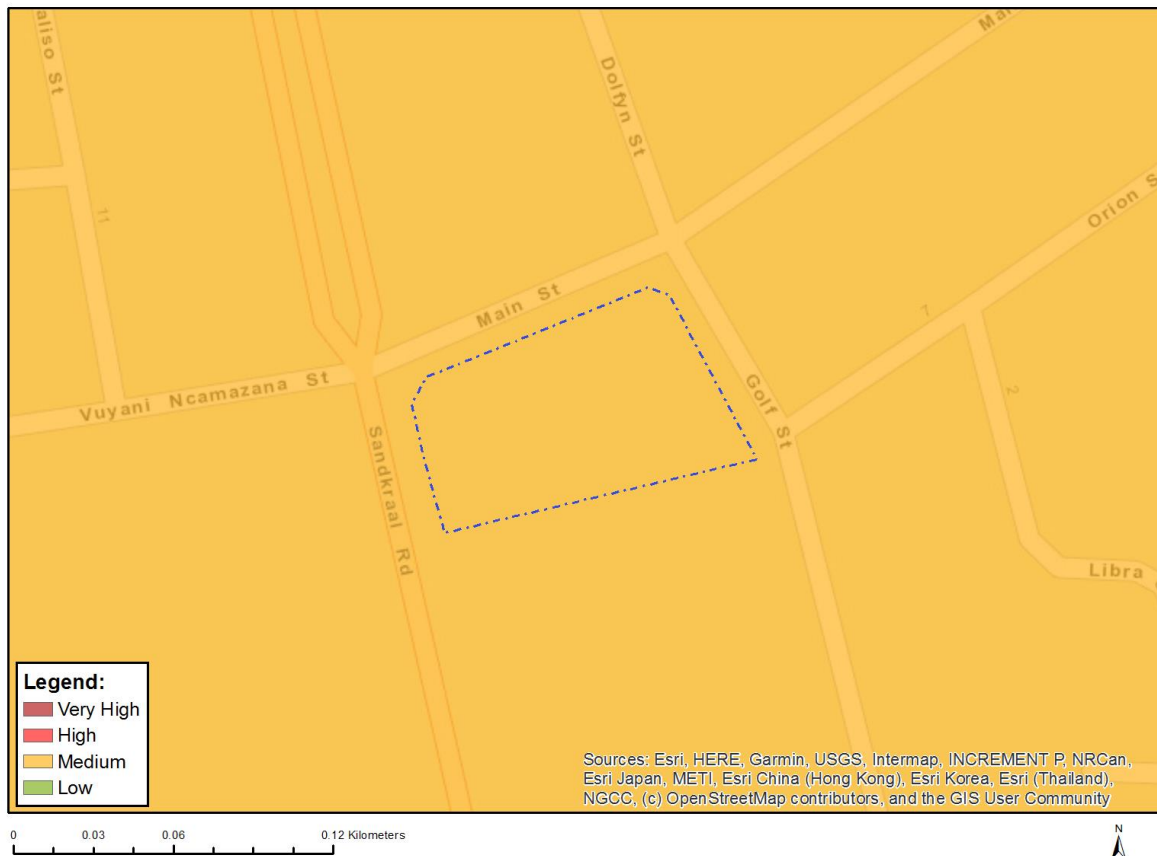 aliso St
Dolfyn St
Orion S
11
7
Main St
2
Vuyani Ncamazana St
Golf St
Sandkraal Rd
Libra
Legend:
Very High
High
Medium
Low
Sources: Esri, HERE, Garmin, USGS, Intermap, INCREMENT P, NRCan,
Esri Japan, METI, Esri China (Hong Kong), Esri Korea, Esri (Thailand),
NGCC, (c) OpenStreetMap contributors, and the GIS User Community
0 0.03 0.06 0.12 Kilometers
N